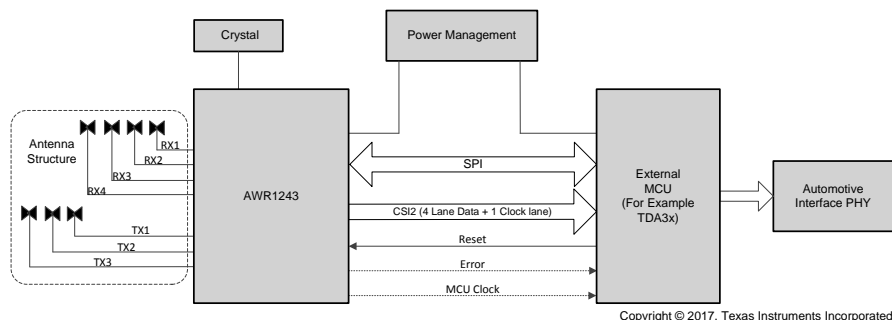 Crystal
Power Management
Antenna
Structure
RX1
RX2
RX3
RX4
TX1
TX2
TX3
AWR1243
SPI
CSI2 (4 Lane Data + 1 Clock lane)
Reset
Error
MCU Clock
External
MCU
(For Example
TDA3x)
Automotive
Interface PHY
Copyright © 2017, Texas Instruments Incorporated